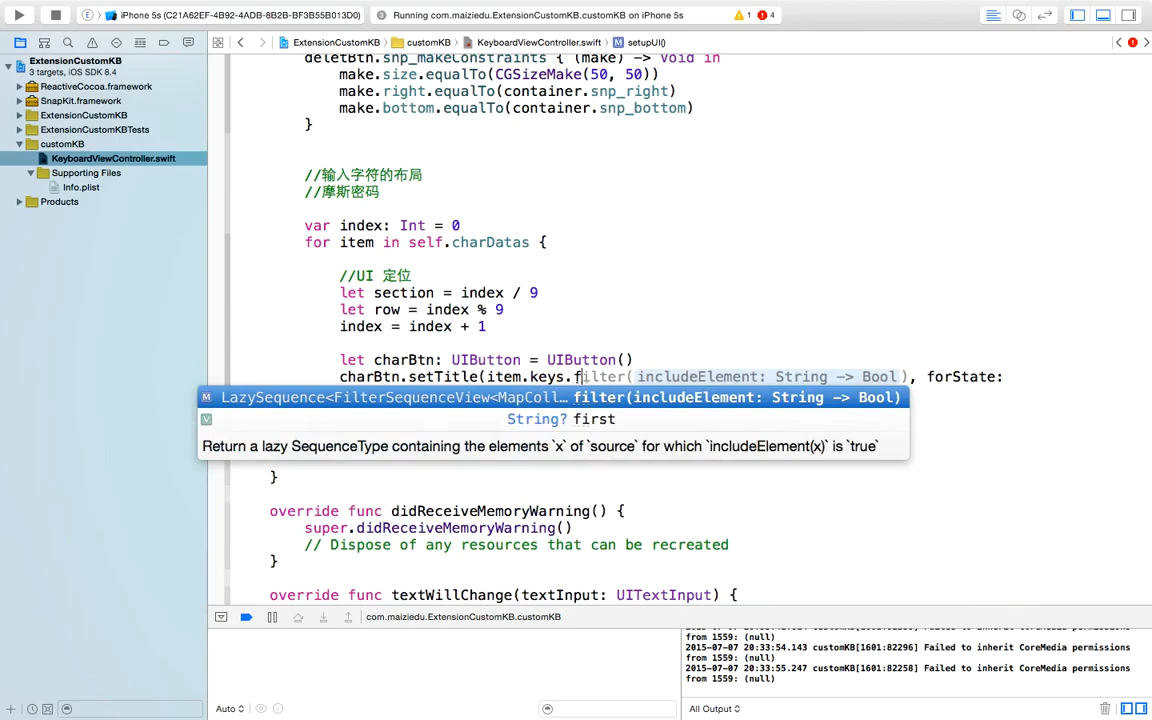 iPhone 5s (C21A62EF-4B92-4ADB-8B2B-BF3B55B013D0)
3 Running com.maiziedu.ExtensionCustomKB.customKB on iPhone 5s
1 4
ExtensionCustomKB customKB KeyboardViewController.swift M setupUI()
ExtensionCustomKB
3 targets, iOS SDK 8.4
ReactiveCocoa.framework
SnapKit.framework
ExtensionCustomKB
ExtensionCustomKBTests
customKB
KeyboardViewController.swift
Supporting Files
Info.plist
Products
deletBtn.snp_makeConstraints { (make) -> Void in
make.size.equalTo(CGSizeMake(50, 50))
make.right.equalTo(container.snp_right)
make.bottom.equalTo(container.snp_bottom)
}
//输入字符的布局
//摩斯密码
var index: Int = 0
for item in self.charDatas {
//UI 定位
let section = index / 9
let row = index % 9
index = index + 1
let charBtn: UIButton = UIButton()
charBtn.setTitle(item.keys.filter(includeElement: String -> Bool), forState:
M LazySequence<FilterSequenceView<MapColl… filter(includeElement: String -> Bool)
V String? first
Return a lazy SequenceType containing the elements `x` of `source` for which `includeElement(x)` is `true`
}
override func didReceiveMemoryWarning() {
super.didReceiveMemoryWarning()
// Dispose of any resources that can be recreated
}
override func textWillChange(textInput: UITextInput) {
com.maiziedu.ExtensionCustomKB.customKB
from 1559: (null)
2015-07-07 20:33:54.143 customKB[1601:82296] Failed to inherit CoreMedia permissions
from 1559: (null)
2015-07-07 20:33:55.247 customKB[1601:82258] Failed to inherit CoreMedia permissions
from 1559: (null)
Auto
All Output